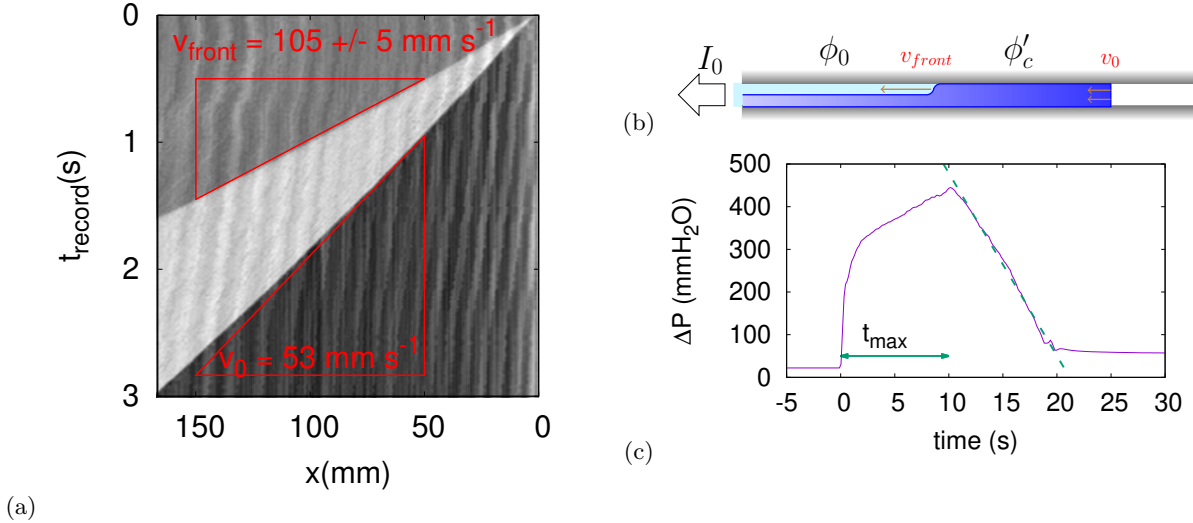 0
1
2
3
t_record(s)
v_front = 105 +/- 5 mm s^-1
v_0 = 53 mm s^-1
150
100
50
0
x(mm)
(a)
I_0
ϕ_0
v_front
ϕ'_c
v_0
(b)
500
400
300
200
100
0
ΔP (mmH_2O)
t_max
-5 0 5 10 15 20 25 30
time (s)
(c)